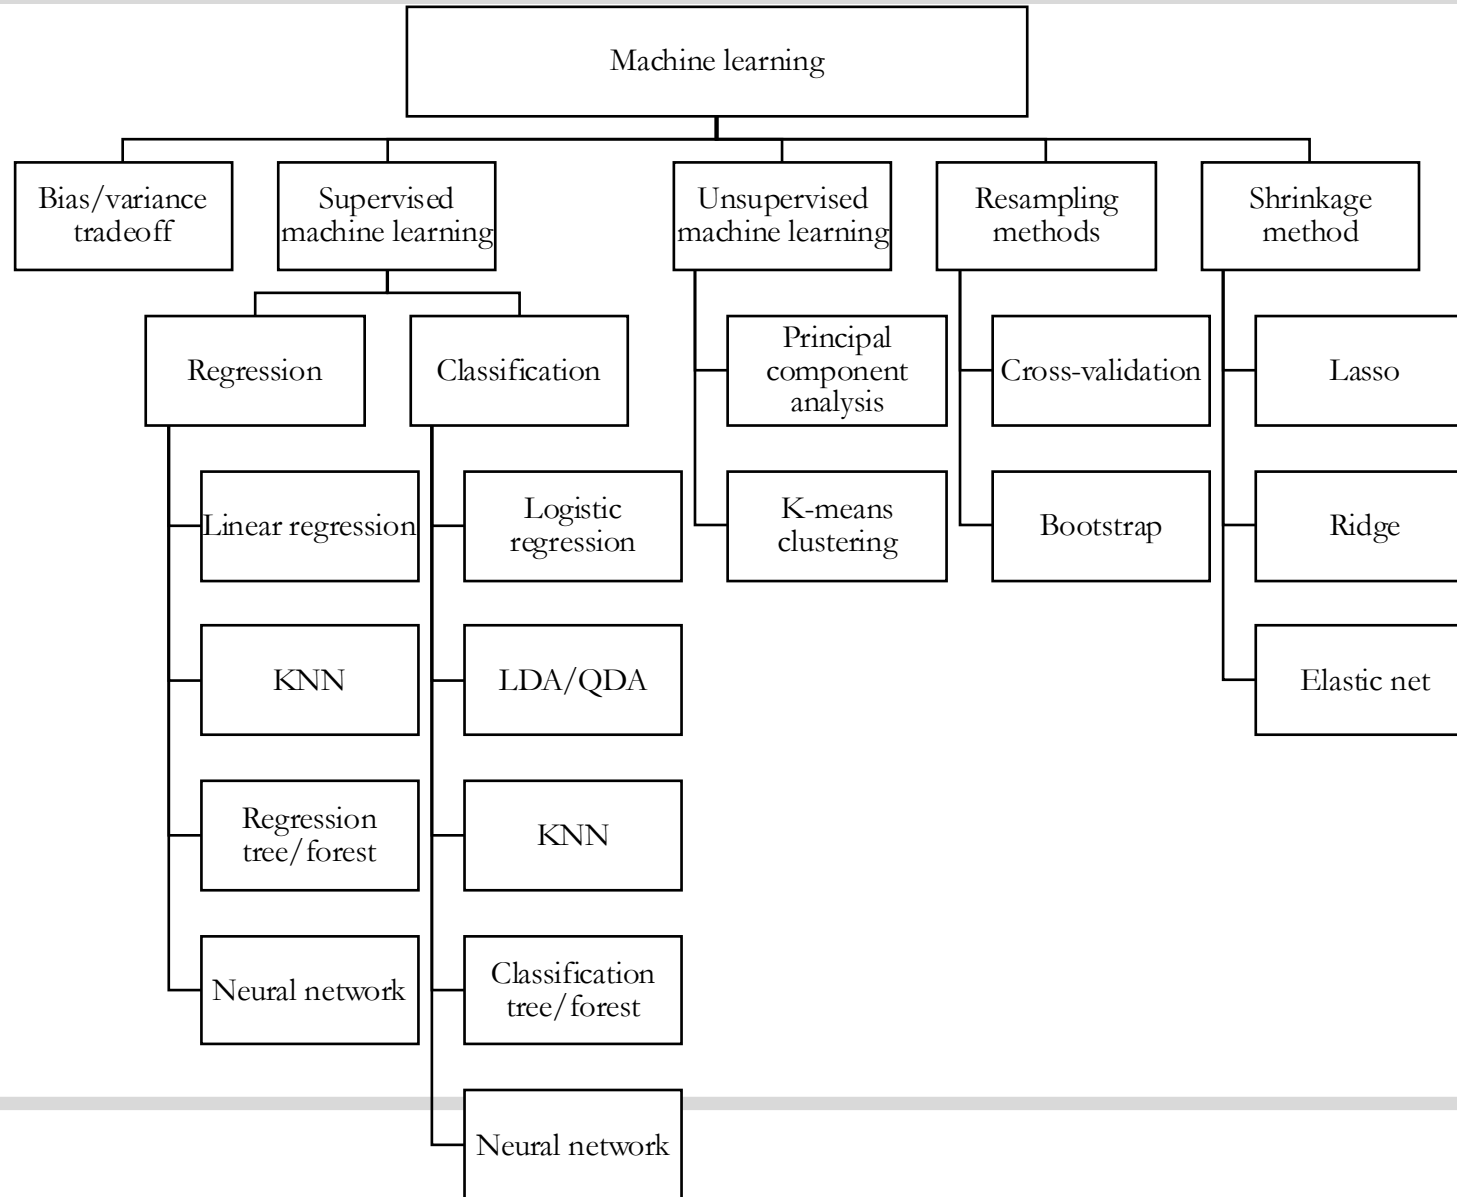 Machine learning
Bias/variance
tradeoff
Supervised
machine learning
Unsupervised
machine learning
Resampling
methods
Shrinkage
method
Regression
Classification
Principal
component
analysis
Cross-validation
Lasso
Linear regression
Logistic
regression
K-means
clustering
Bootstrap
Ridge
KNN
LDA/QDA
Elastic net
Regression
tree/forest
KNN
Neural network
Classification
tree/forest
Neural network